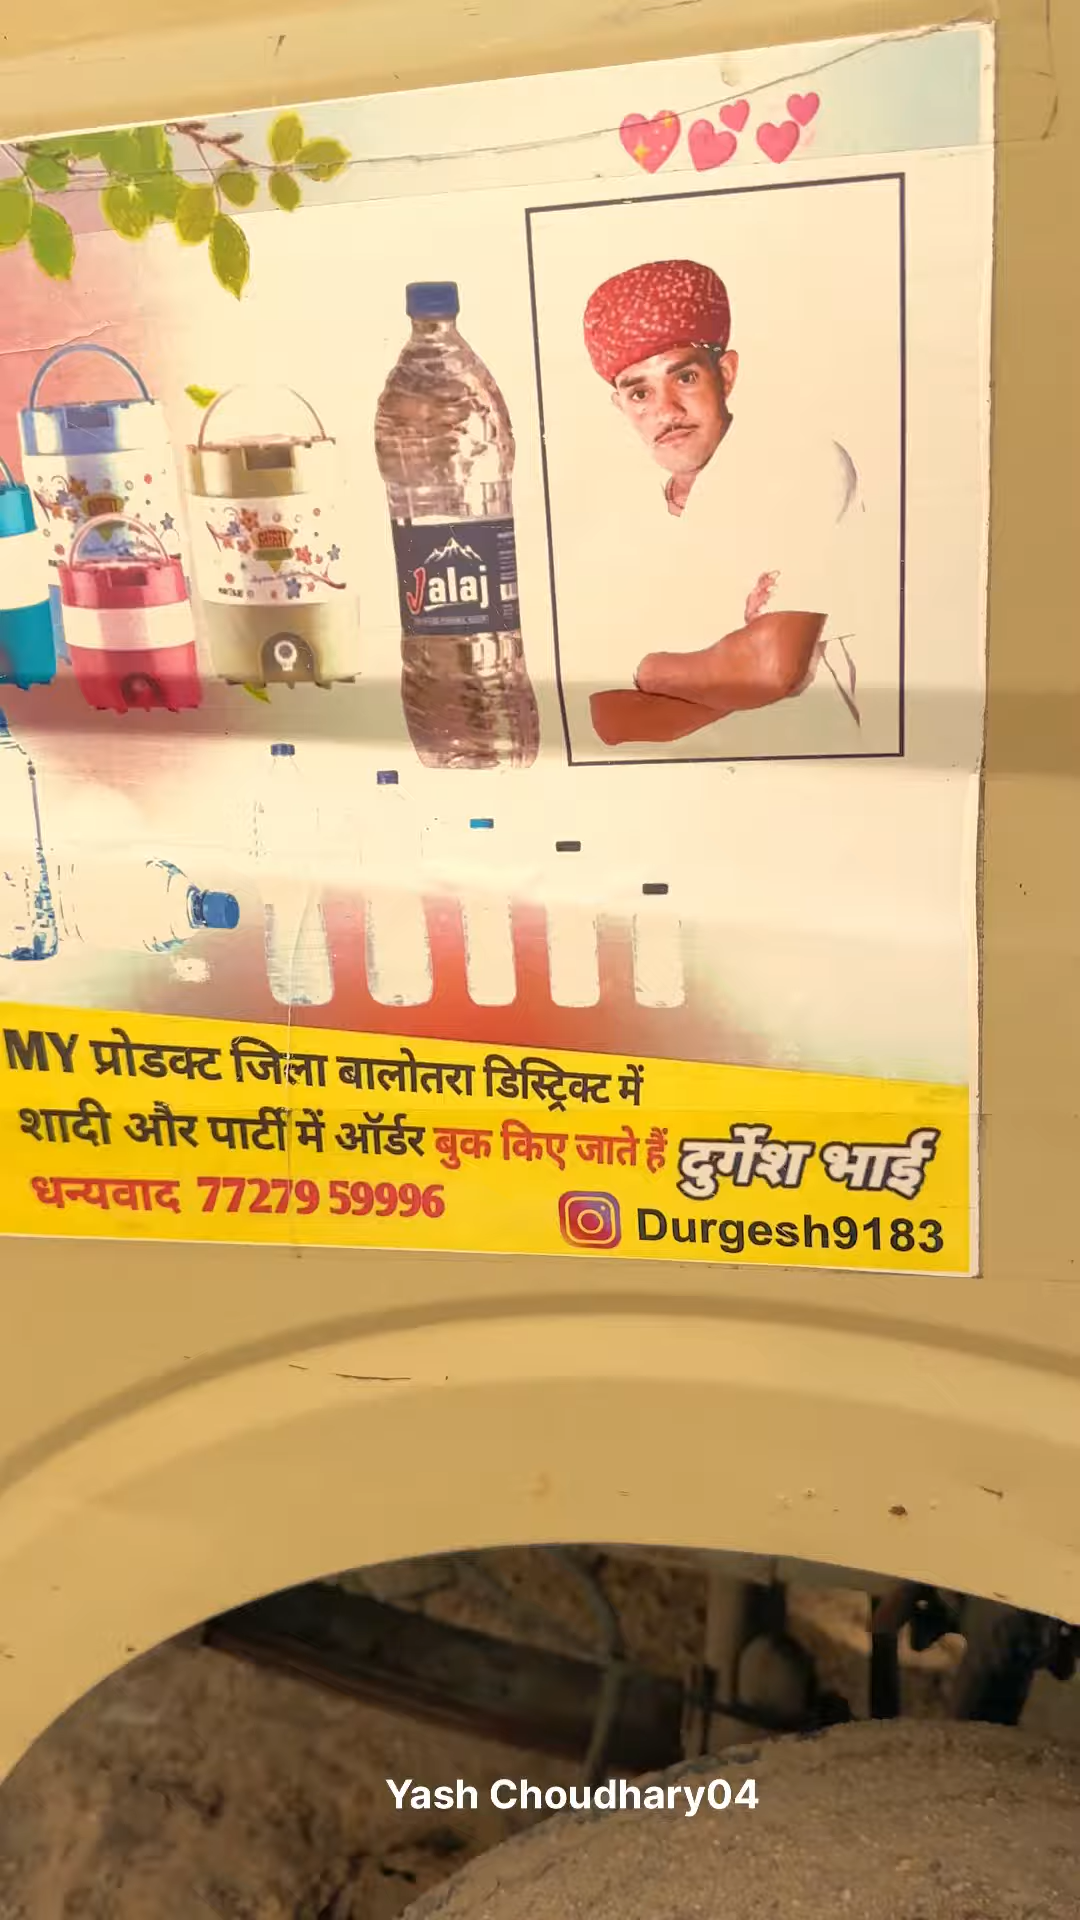 Jalaj
MY प्रोडक्ट जिला बालोतरा डिस्ट्रिक्ट में
शादी और पार्टी में ऑर्डर बुक किए जाते हैं
दुर्गेश भाई
धन्यवाद 77279 59996
Durgesh9183
Yash Choudhary04